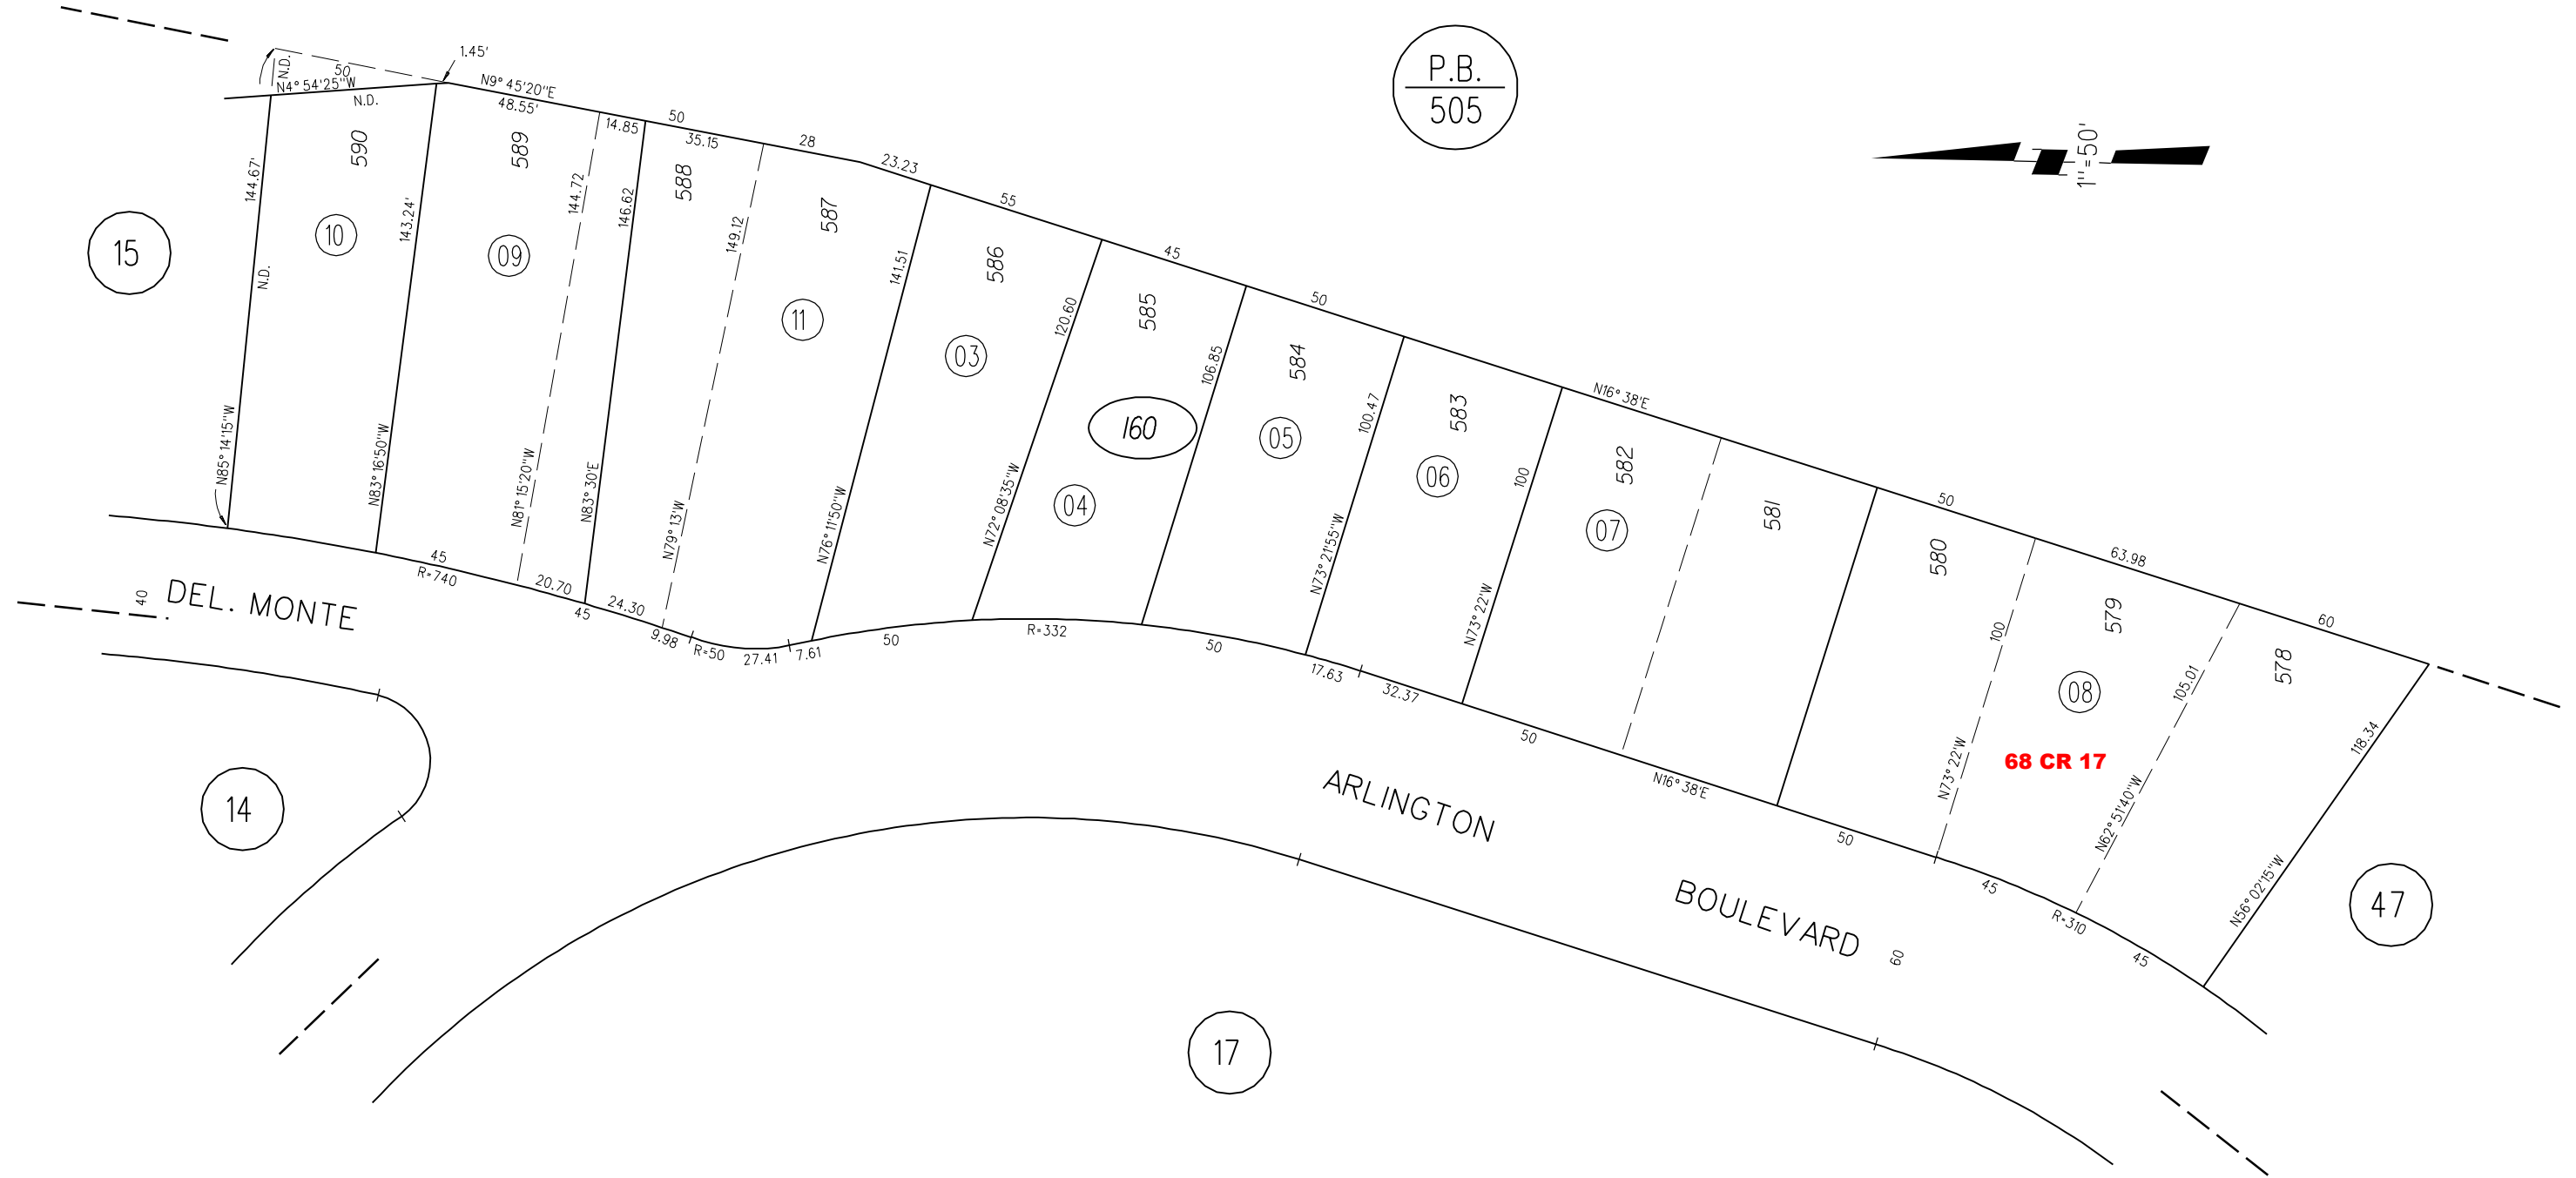 P.B.
505
1"=50'
1.45'
N.D.
50
N4° 54'25"W
N.D.
N9° 45'20"E
48.55'
14.85
50
35.15
28
23.23
55
45
50
N16° 38'E
50
63.98
60
590
589
588
587
586
585
584
583
582
581
580
579
578
144.67'
N.D.
143.24'
144.72
146.62
149.12
141.51
120.60
106.85
100.47
100
100
105.01
118.34
15
10
09
11
03
04
160
05
06
07
08
68 CR 17
N85° 14'15"W
N83° 16'50"W
N81° 15'20"W
N83° 30'E
N79° 13'W
N76° 11'50"W
N72° 08'35"W
N73° 21'55"W
N73° 22'W
N73° 22'W
N62° 51'40"W
N56° 02'15"W
45
R=740
20.70
45
24.30
9.98
R=50
27.41
7.61
50
R=332
50
17.63
32.37
50
N16° 38'E
50
45
R=310
45
40
DEL. MONTE
ARLINGTON
BOULEVARD
60
14
17
47